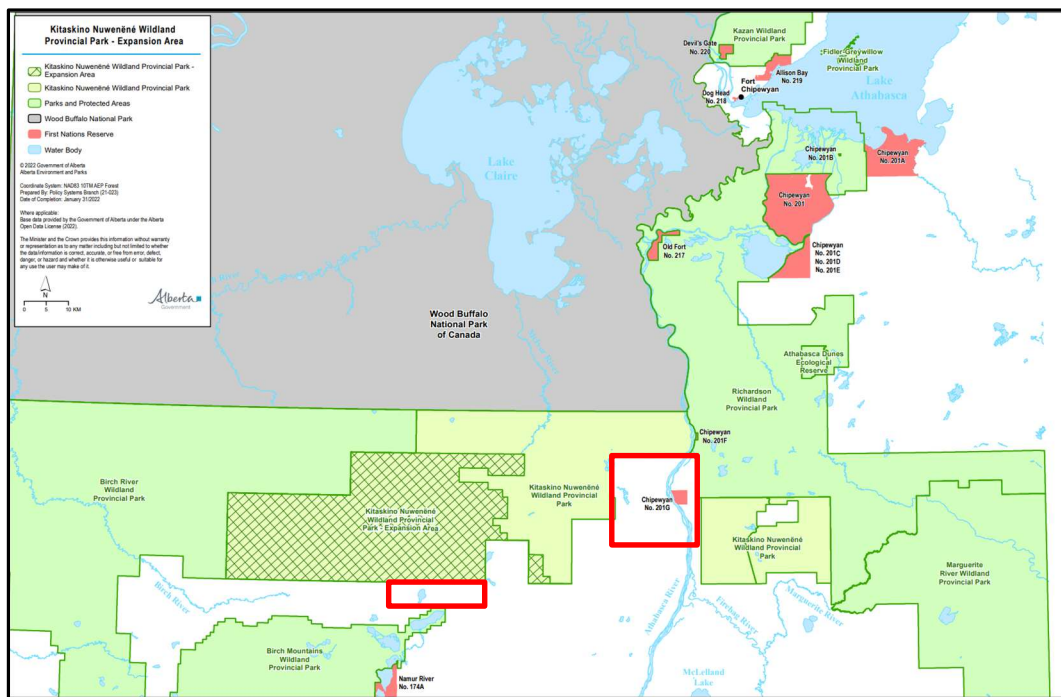 Kitaskino Nuwenëné Wildland
Provincial Park - Expansion Area
Kitaskino Nuwenëné Wildland Provincial Park -
Expansion Area
Kitaskino Nuwenëné Wildland Provincial Park
Parks and Protected Areas
Wood Buffalo National Park
First Nations Reserve
Water Body
© 2022 Government of Alberta
Alberta Environment and Parks
Coordinate System: NAD83 10TM AEP Forest
Prepared By: Policy Systems Branch (21-023)
Date of Completion: January 31/2022
Where applicable:
Base data provided by the Government of Alberta under the Alberta
Open Data License (2022).
The Minister and the Crown provides this information without warranty
or representation as to any matter including but not limited to whether
the data/information is correct, accurate, or free from error, defect,
danger, or hazard and whether it is otherwise useful or suitable for
any use the user may make of it.
N
0 5 10 KM
Alberta
Government
Kazan Wildland
Provincial Park
Devil's Gate
No. 220
Fidler-Greywillow
Wildland
Provincial Park
Allison Bay
No. 219
Fort
Chipewyan
Dog Head
No. 218
Lake
Athabasca
Chipewyan
No. 201B
Chipewyan
No. 201A
Lake
Claire
Chipewyan
No. 201
Old Fort
No. 217
Chipewyan
No. 201C
No. 201D
No. 201E
River
Wood Buffalo
National Park
of Canada
Athabasca Dunes
Ecological
Reserve
Richardson
Wildland
Provincial Park
Chipewyan
No. 201F
Birch River
Wildland
Provincial Park
Kitaskino Nuwenëné
Wildland Provincial
Park - Expansion Area
Kitaskino Nuwenëné
Wildland Provincial
Park
Chipewyan
No. 201G
Kitaskino Nuwenëné
Wildland Provincial
Park
Marguerite
River Wildland
Provincial Park
Birch River
Athabasca River
Firebag River
Marguerite River
Birch Mountains
Wildland
Provincial Park
Namur River
No. 174A
McLelland
Lake